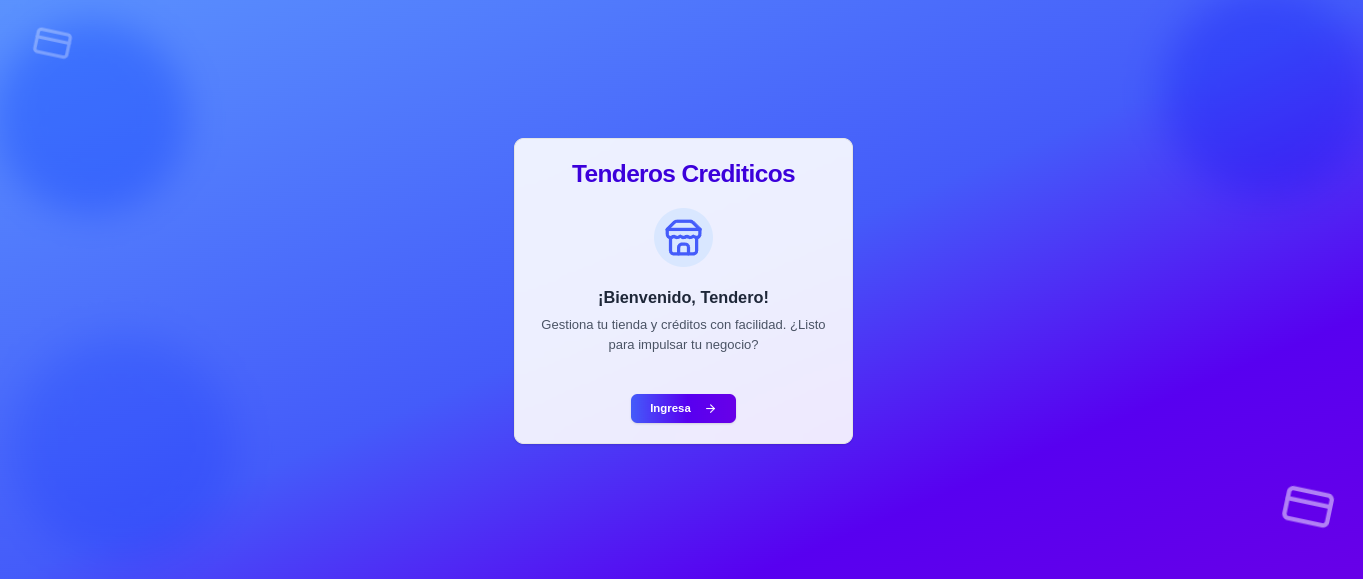 Tenderos Crediticos
¡Bienvenido, Tendero!
Gestiona tu tienda y créditos con facilidad. ¿Listo
para impulsar tu negocio?
Ingresa